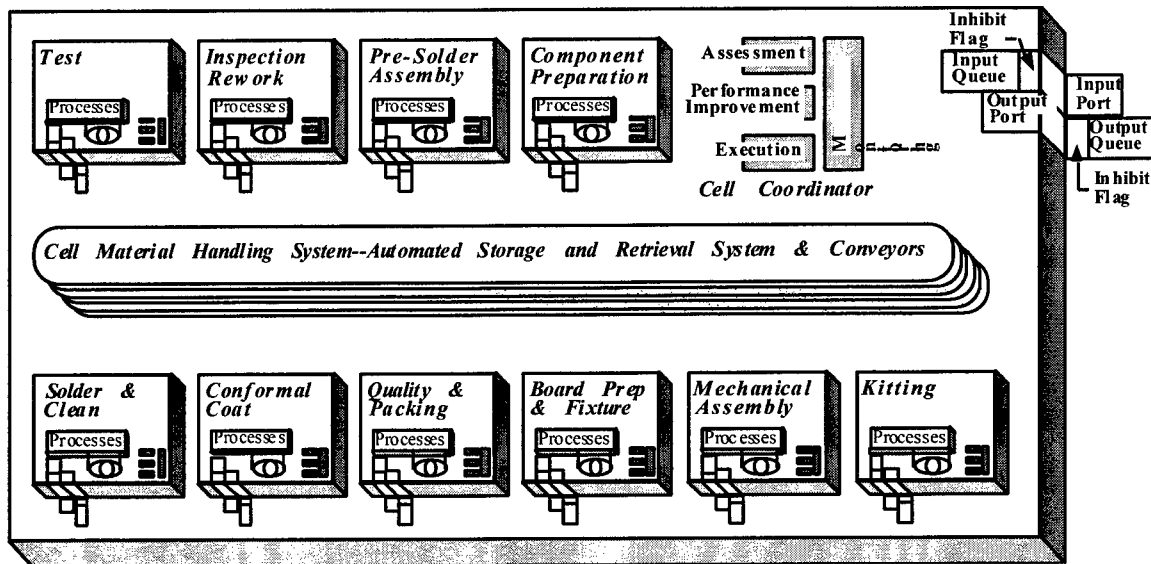 Test
Processes
Inspection
Rework
Processes
Pre-Solder
Assembly
Processes
Component
Preparation
Processes
Assessment
Performance
Improvement
Execution
Cell Coordinator
Inhibit
Flag
Input
Queue
Output
Port
Input
Port
Output
Queue
Inhibit
Flag
Cell Material Handling System--Automated Storage and Retrieval System & Conveyors
Solder &
Clean
Processes
Conformal
Coat
Processes
Quality &
Packing
Processes
Board Prep
& Fixture
Processes
Mechanical
Assembly
Processes
Kitting
Processes